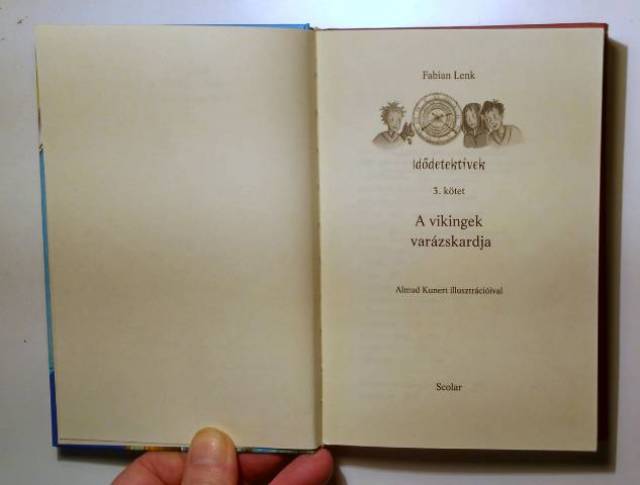 Fabian Lenk
Idődetektívek
3. kötet
A vikingek
varázskardja
Almud Kunert illusztrációival
Scolar